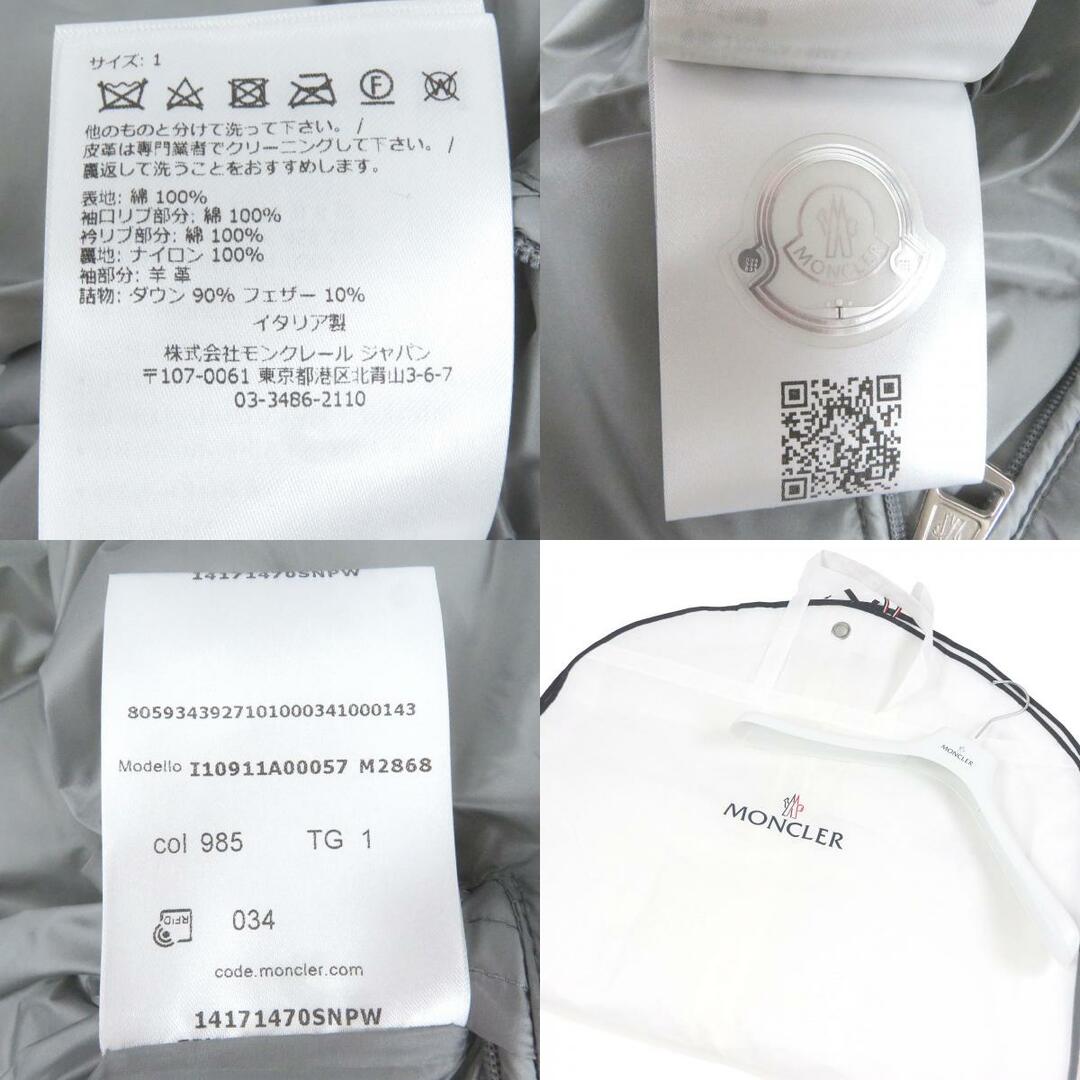 サイズ: 1
他のものと分けて洗って下さい。 /
皮革は専門業者でクリーニングして下さい。 /
裏返して洗うことをおすすめします。
表地: 綿 100%
袖口リブ部分: 綿 100%
衿リブ部分: 綿 100%
裏地: ナイロン 100%
袖部分: 羊 革
詰物: ダウン 90% フェザー 10%
イタリア製
株式会社モンクレール ジャパン
〒107-0061 東京都港区北青山3-6-7
03-3486-2110
MONCLER
14171470SNPW
8059343927101000341000143
Modello I10911A00057 M2868
col 985 TG 1
RFID 034
code.moncler.com
14171470SNPW
MONCLER
MONCLER